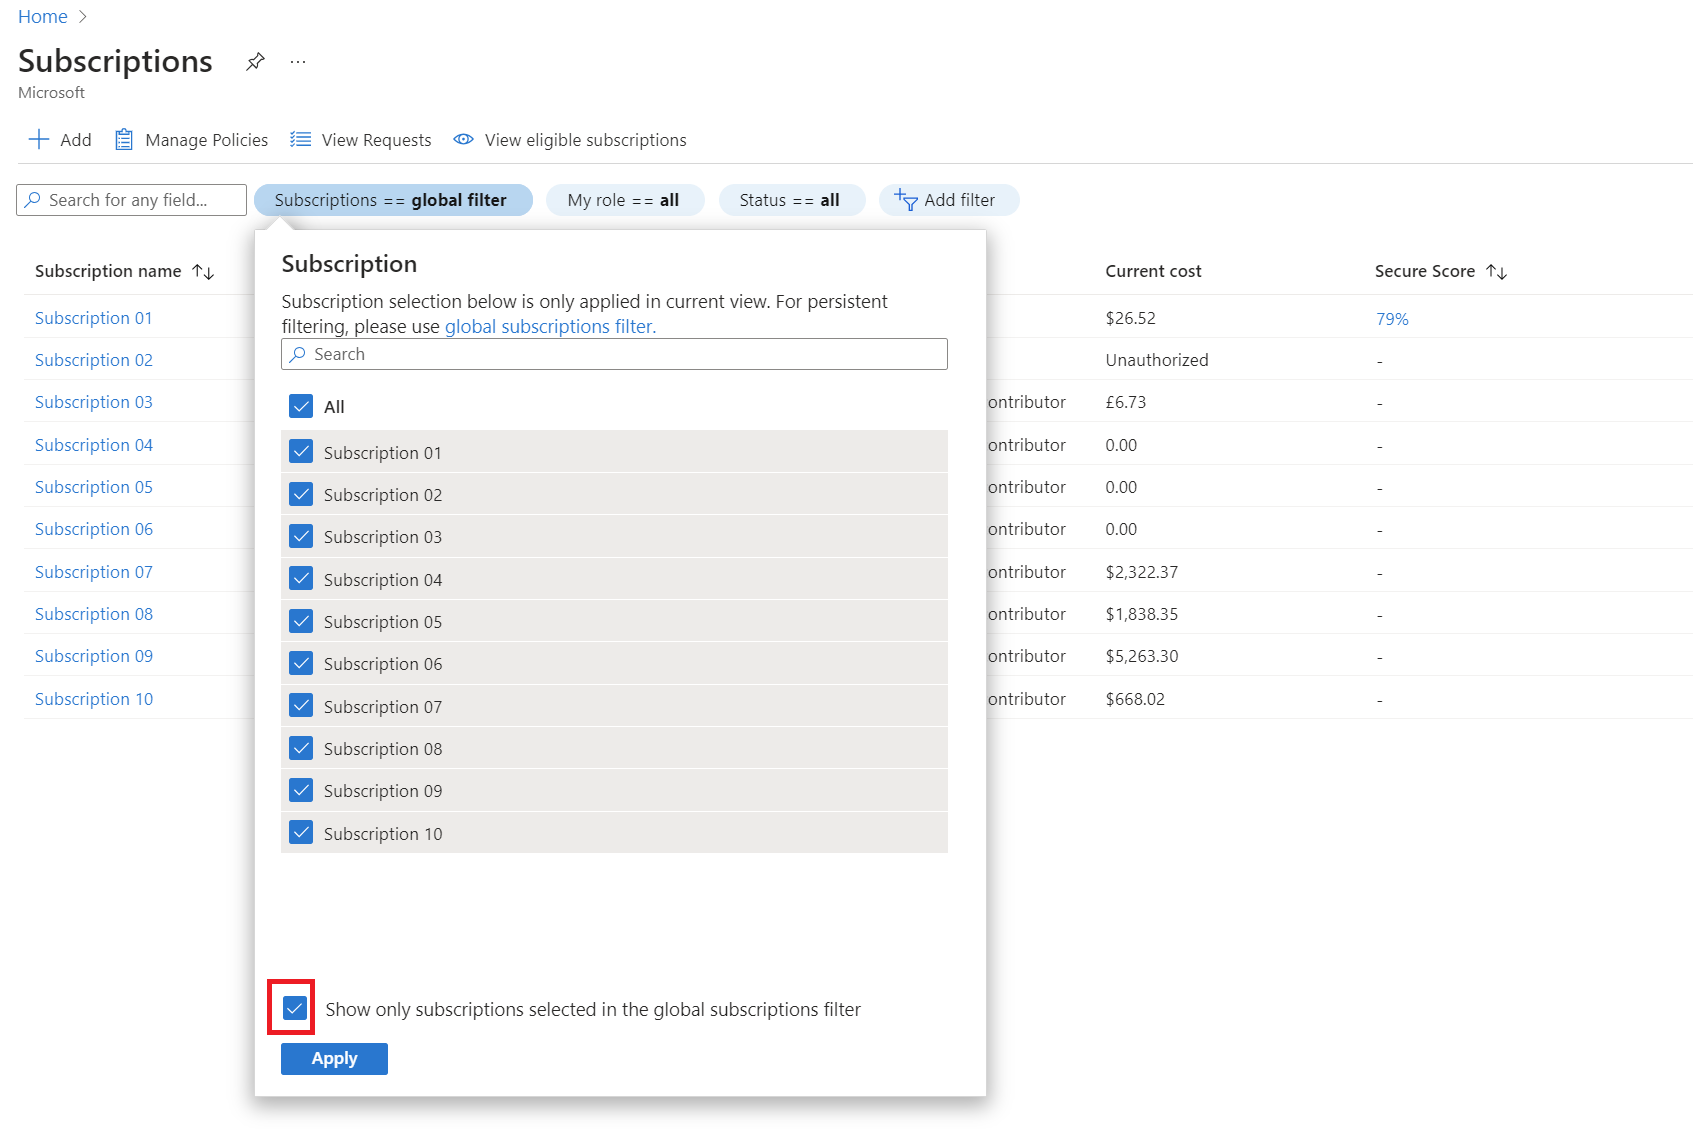 Home
Subscriptions
Microsoft
Add Manage Policies View Requests View eligible subscriptions
Search for any field... Subscriptions == global filter My role == all Status == all Add filter
Subscription name Current cost Secure Score
Subscription 01 $26.52 79%
Subscription 02 Unauthorized -
Subscription 03 ontributor £6.73 -
Subscription 04 ontributor 0.00 -
Subscription 05 ontributor 0.00 -
Subscription 06 ontributor 0.00 -
Subscription 07 ontributor $2,322.37 -
Subscription 08 ontributor $1,838.35 -
Subscription 09 ontributor $5,263.30 -
Subscription 10 ontributor $668.02 -
Subscription
Subscription selection below is only applied in current view. For persistent
filtering, please use global subscriptions filter.
Search
All
Subscription 01
Subscription 02
Subscription 03
Subscription 04
Subscription 05
Subscription 06
Subscription 07
Subscription 08
Subscription 09
Subscription 10
Show only subscriptions selected in the global subscriptions filter
Apply